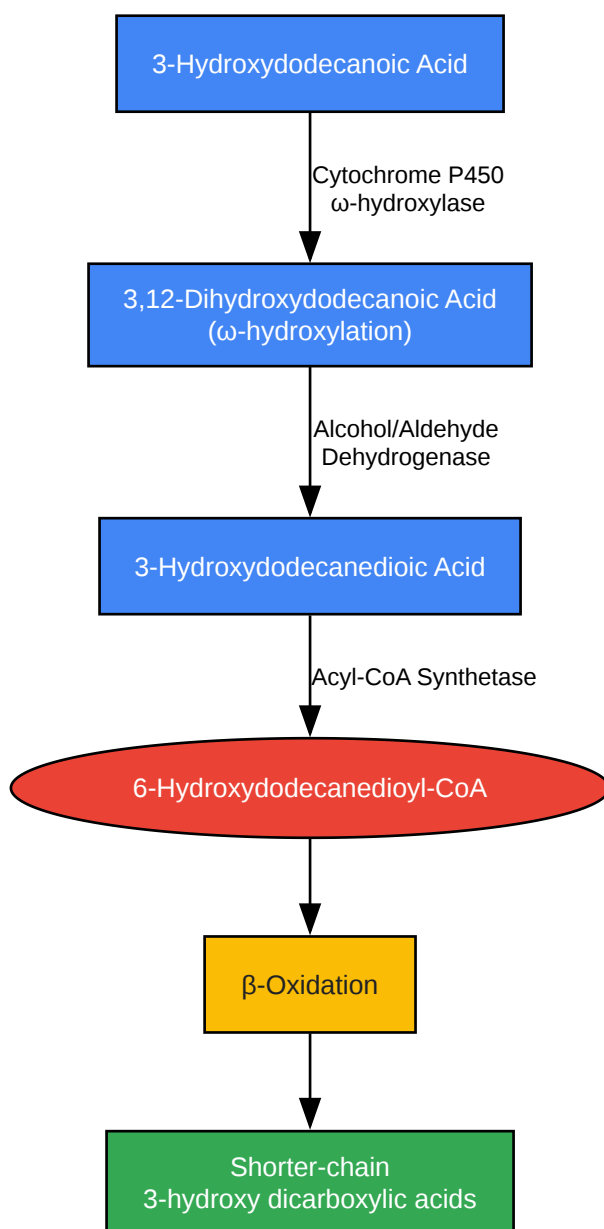 3-Hydroxydodecanoic Acid
Cytochrome P450
ω-hydroxylase
3,12-Dihydroxydodecanoic Acid
(ω-hydroxylation)
Alcohol/Aldehyde
Dehydrogenase
3-Hydroxydodecanedioic Acid
Acyl-CoA Synthetase
6-Hydroxydodecanedioyl-CoA
β-Oxidation
Shorter-chain
3-hydroxy dicarboxylic acids